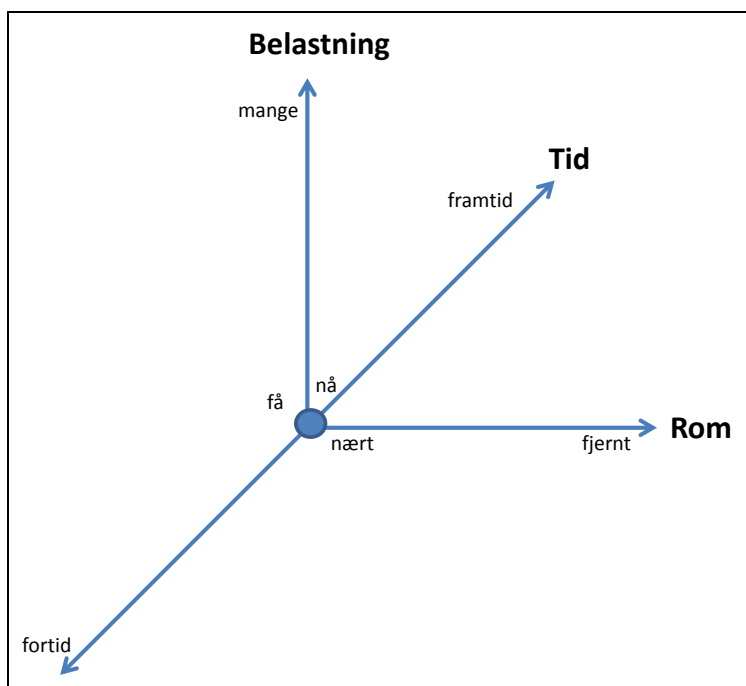 Belastning
mange
Tid
framtid
nå
få
nært
fjernt
Rom
fortid